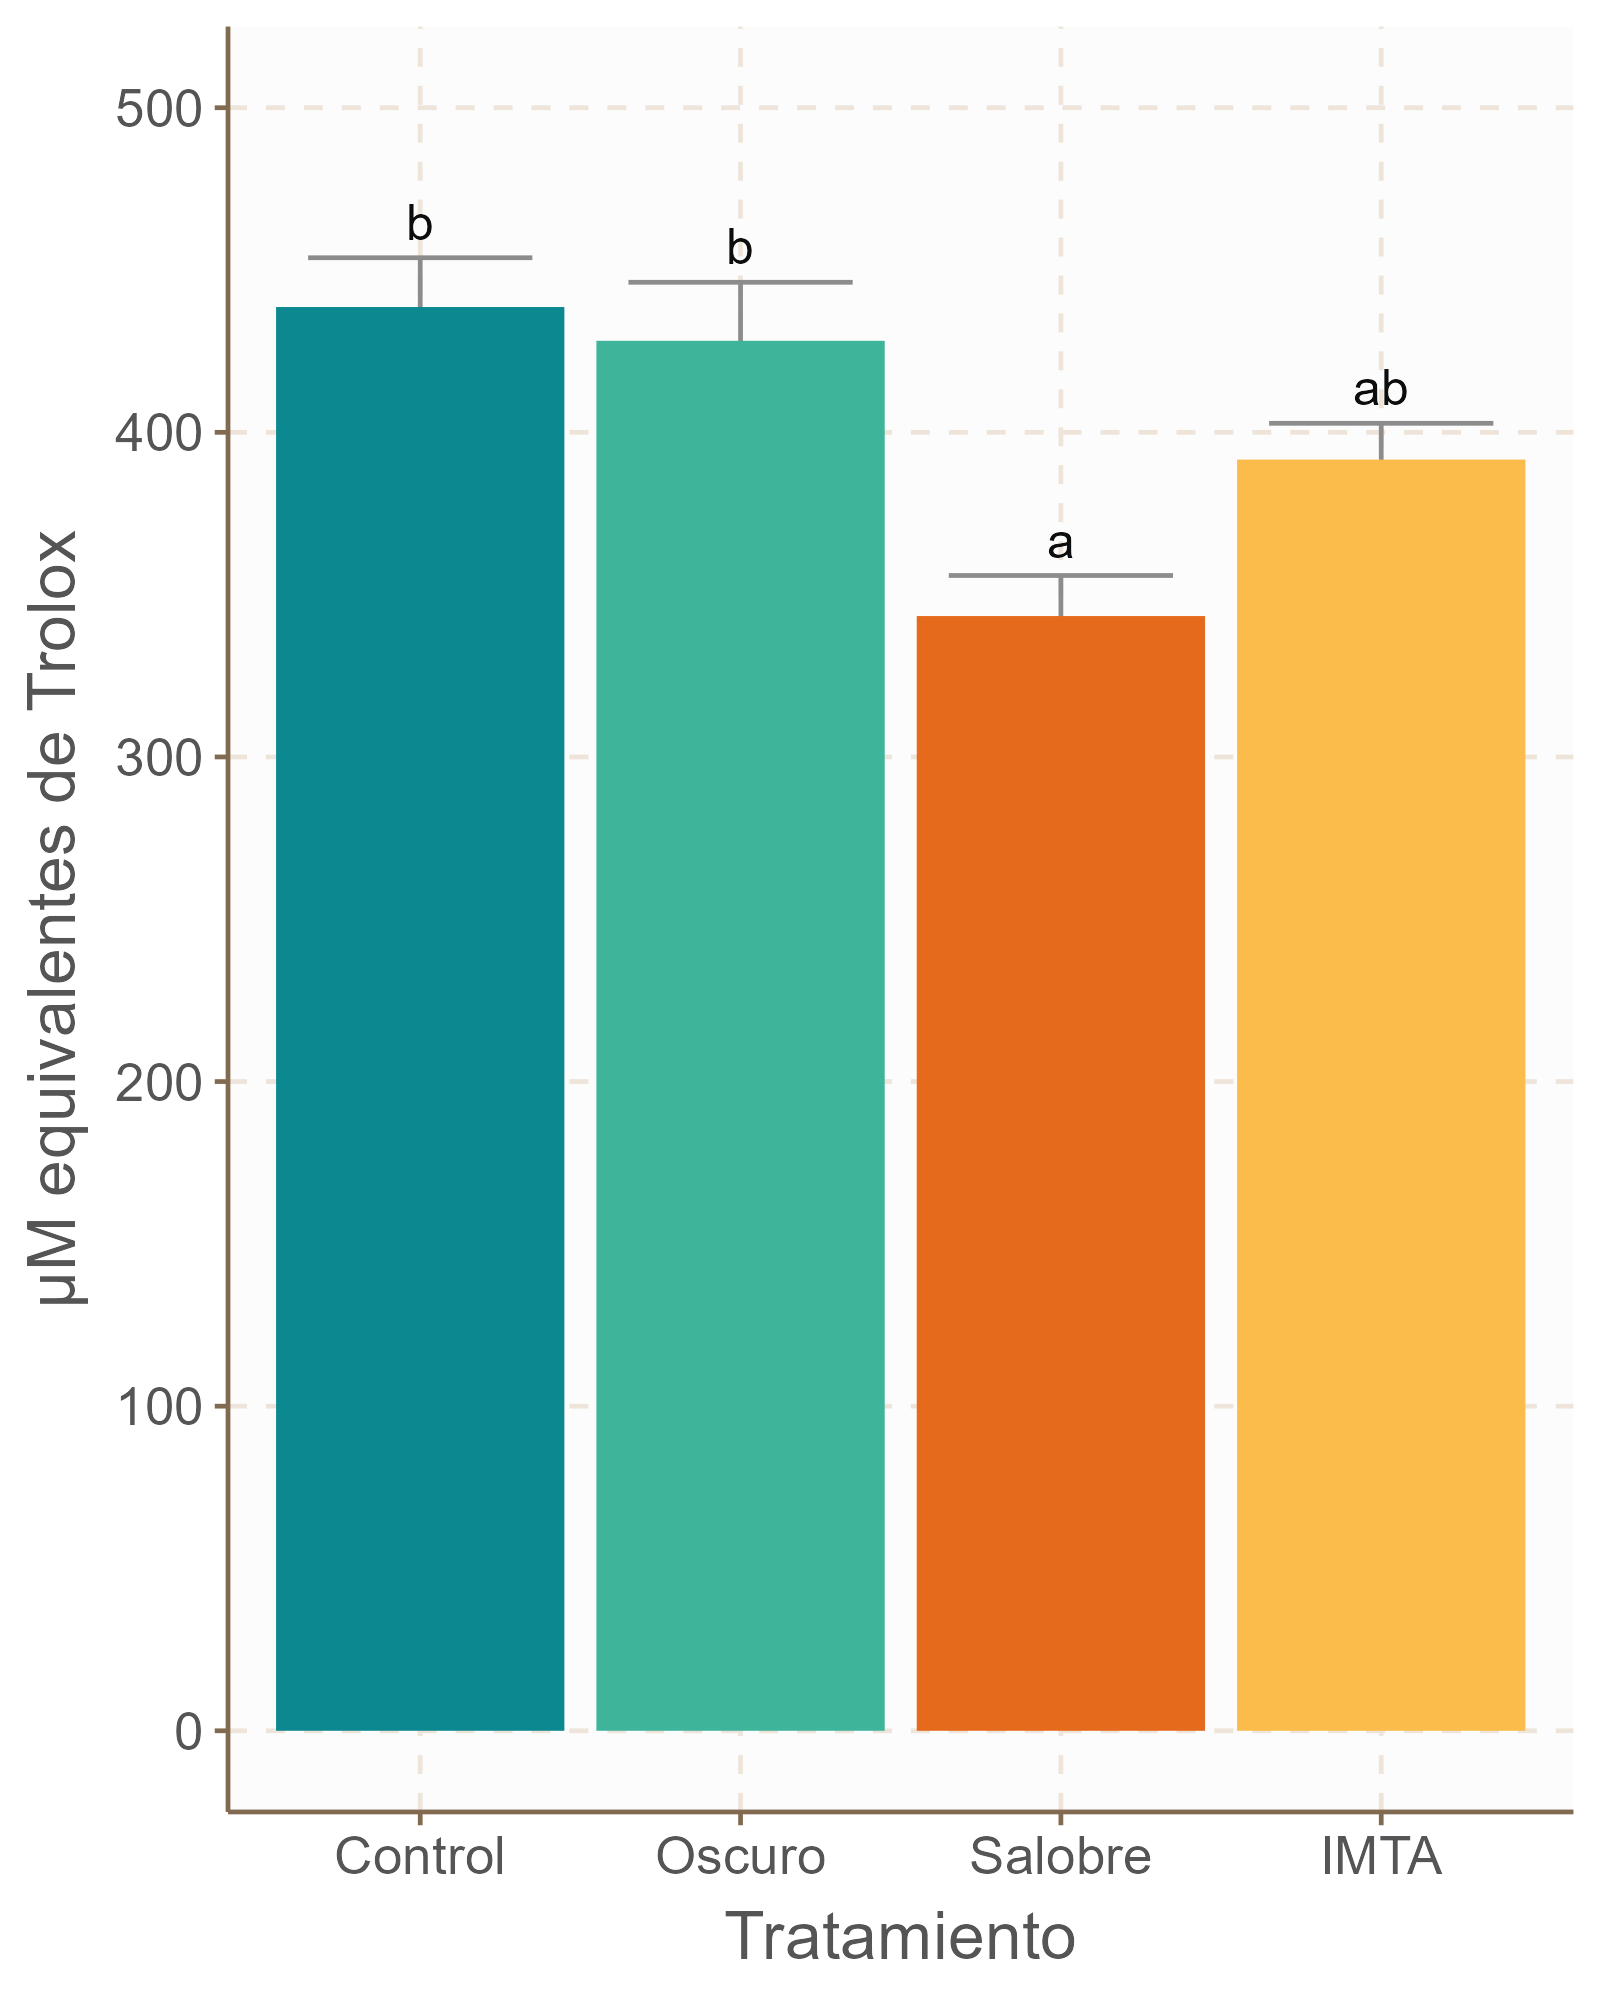 µM equivalentes de Trolox
500
400
300
200
100
0
b
b
a
ab
Control
Oscuro
Salobre
IMTA
Tratamiento